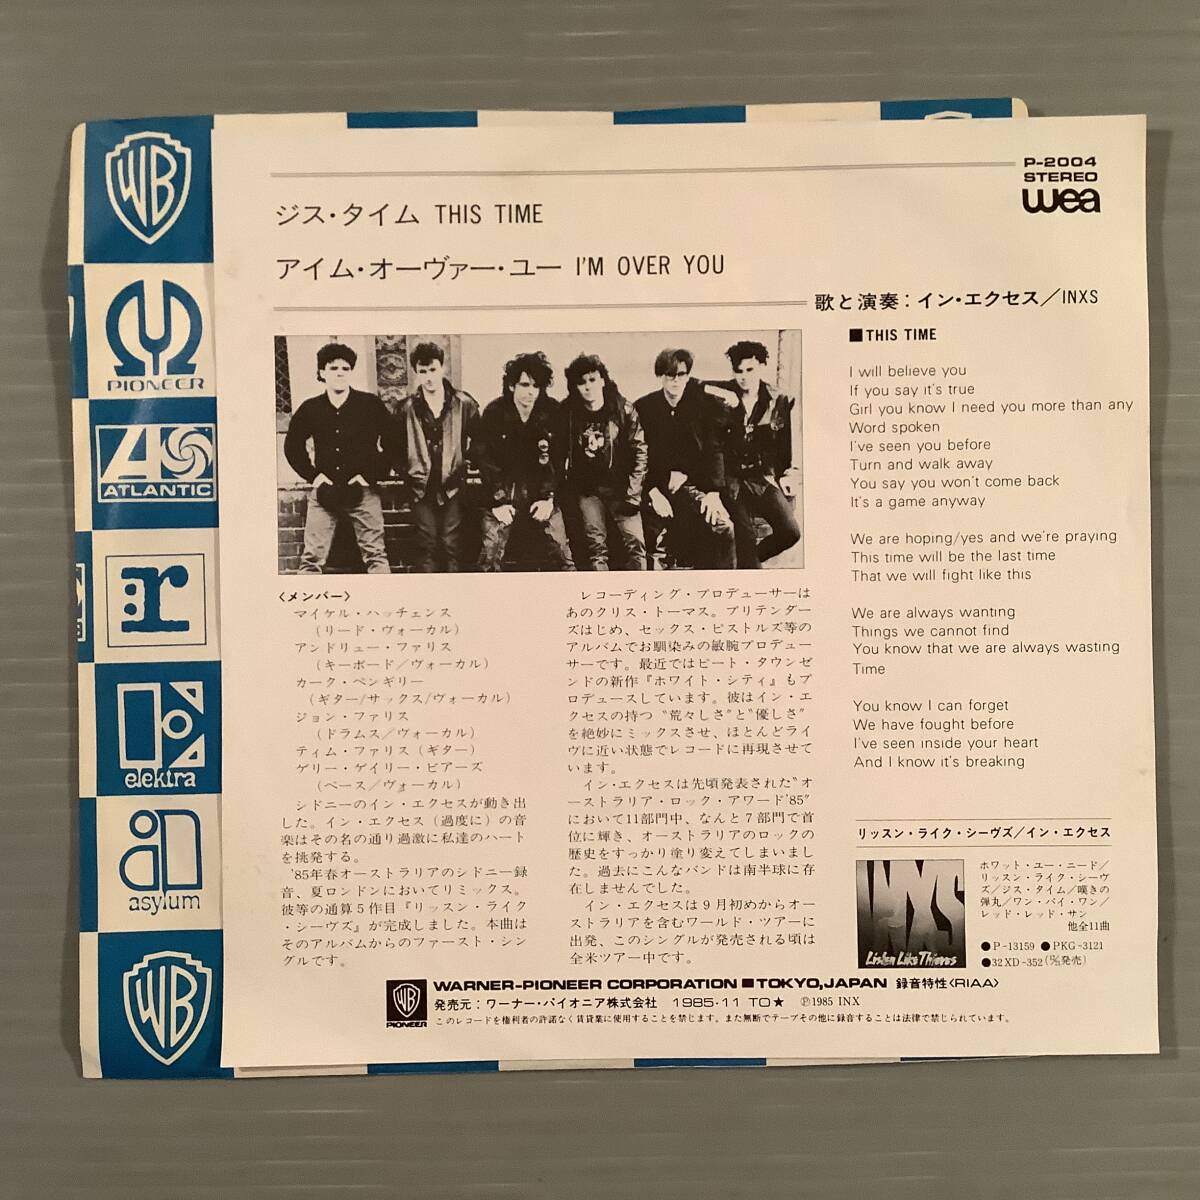 WB
PIONEER
ATLANTIC
r
elektra
asylum
WB
P-2004
STEREO
wea
ジス・タイム THIS TIME
アイム・オーヴァー・ユー I'M OVER YOU
歌と演奏：イン・エクセス／INXS
〈メンバー〉
マイケル・ハッチェンス
（リード・ヴォーカル）
アンドリュー・ファリス
（キーボード／ヴォーカル）
カーク・ペンギリー
（ギター/サックス/ヴォーカル）
ジョン・ファリス
（ドラムス／ヴォーカル）
ティム・ファリス（ギター）
ゲリー・ゲイリー・ビアーズ
（ベース／ヴォーカル）
シドニーのイン・エクセスが動き出
した。イン・エクセス（過度に）の音
楽はその名の通り過激に私達のハート
を挑発する。
'85年春オーストラリアのシドニー録
音、夏ロンドンにおいてリミックス。
彼等の通算５作目『リッスン・ライク
・シーヴズ』が完成しました。本曲は
そのアルバムからのファースト・シン
グルです。
レコーディング・プロデューサーは
あのクリス・トーマス。プリテンダー
ズはじめ、セックス・ピストルズ等の
アルバムでお馴染みの敏腕プロデュー
サーです。最近ではピート・タウンゼ
ンドの新作『ホワイト・シティ』もプ
ロデュースしています。彼はイン・エ
クセスの持つ“荒々しさ”と“優しさ”
を絶妙にミックスさせ、ほとんどライ
ヴに近い状態でレコードに再現させて
います。
イン・エクセスは先頃発表された“オ
ーストラリア・ロック・アワード'85”
において11部門中、なんと７部門で首
位に輝き、オーストラリアのロックの
歴史をすっかり塗り変えてしまいまし
た。過去にこんなバンドは南半球に存
在しませんでした。
イン・エクセスは９月初めからオー
ストラリアを含むワールド・ツアーに
出発、このシングルが発売される頃は
全米ツアー中です。
■THIS TIME
I will believe you
If you say it's true
Girl you know I need you more than any
Word spoken
I've seen you before
Turn and walk away
You say you won't come back
It's a game anyway
We are hoping/yes and we're praying
This time will be the last time
That we will fight like this
We are always wanting
Things we cannot find
You know that we are always wasting
Time
You know I can forget
We have fought before
I've seen inside your heart
And I know it's breaking
リッスン・ライク・シーヴズ／イン・エクセス
INXS
Listen Like Thieves
ホワット・ユー・ニード／
リッスン・ライク・シーヴ
ズ／ジス・タイム／嘆きの
弾丸／ワン・バイ・ワン／
レッド・レッド・サン
他全11曲
●P-13159 ●PKG-3121
●32XD-352
WB
PIONEER
WARNER-PIONEER CORPORATION ■TOKYO,JAPAN 録音特性〈RIAA〉
発売元：ワーナー・パイオニア株式会社 1985・11 TO★ Ⓟ1985 INX
このレコードを権利者の許諾なく賃貸業に使用することを禁じます。また無断でテープその他に録音することは法律で禁じられています。